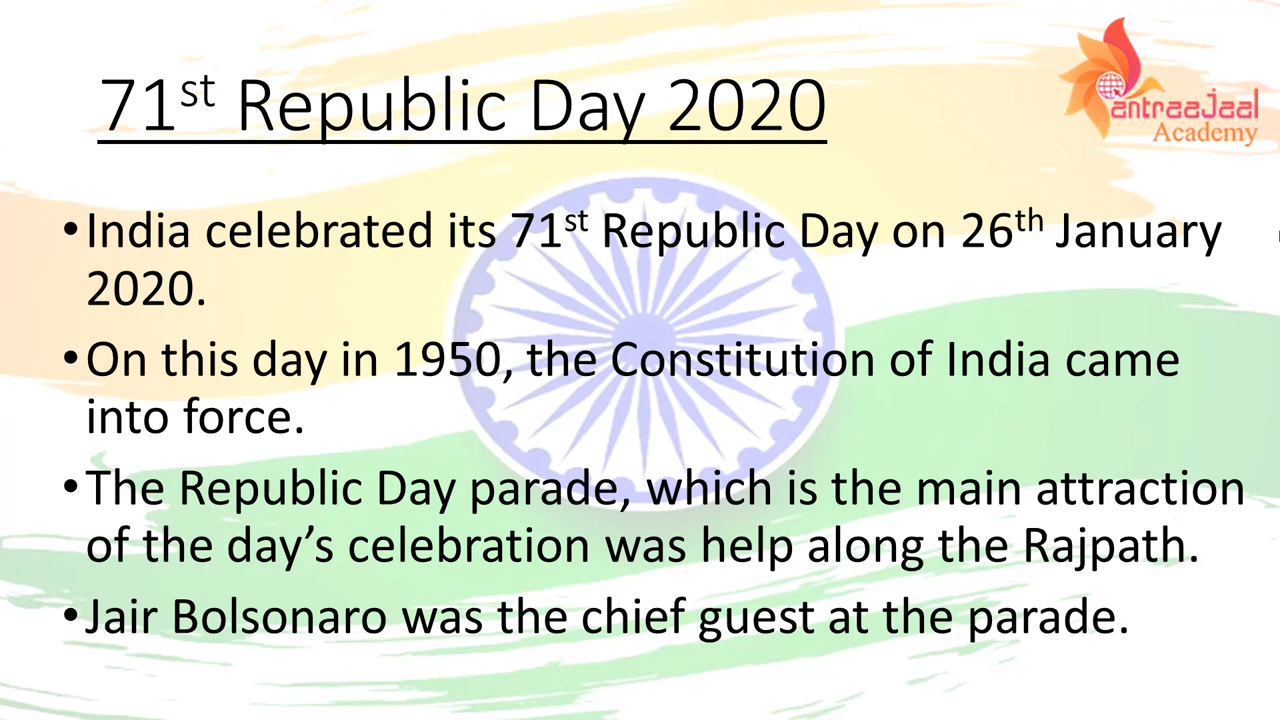 71st Republic Day 2020
antraaJaal
Academy
•India celebrated its 71st Republic Day on 26th January
2020.
•On this day in 1950, the Constitution of India came
into force.
•The Republic Day parade, which is the main attraction
of the day’s celebration was help along the Rajpath.
•Jair Bolsonaro was the chief guest at the parade.